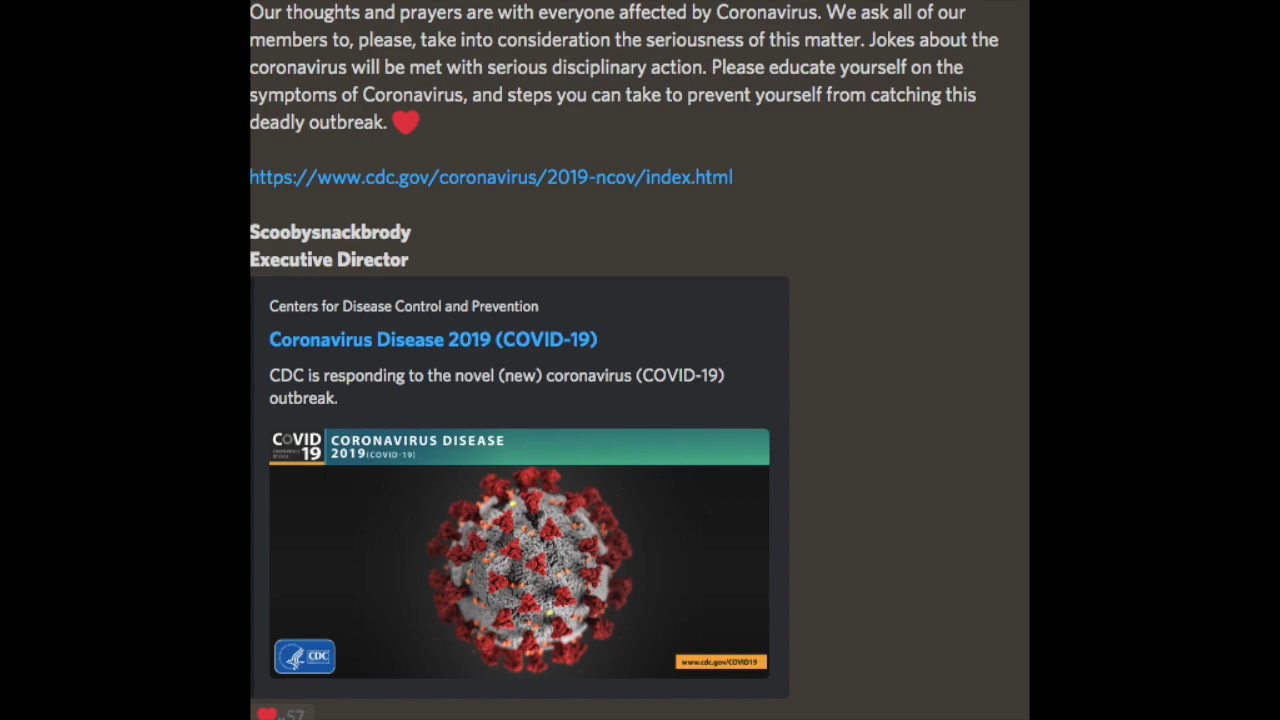 Our thoughts and prayers are with everyone affected by Coronavirus. We ask all of our
members to, please, take into consideration the seriousness of this matter. Jokes about the
coronavirus will be met with serious disciplinary action. Please educate yourself on the
symptoms of Coronavirus, and steps you can take to prevent yourself from catching this
deadly outbreak. ❤️
https://www.cdc.gov/coronavirus/2019-ncov/index.html
Scoobysnackbrody
Executive Director
Centers for Disease Control and Prevention
Coronavirus Disease 2019 (COVID-19)
CDC is responding to the novel (new) coronavirus (COVID-19)
outbreak.
COVID
19
CORONAVIRUS DISEASE
2019 (COVID-19)
CDC
www.cdc.gov/COVID19
57